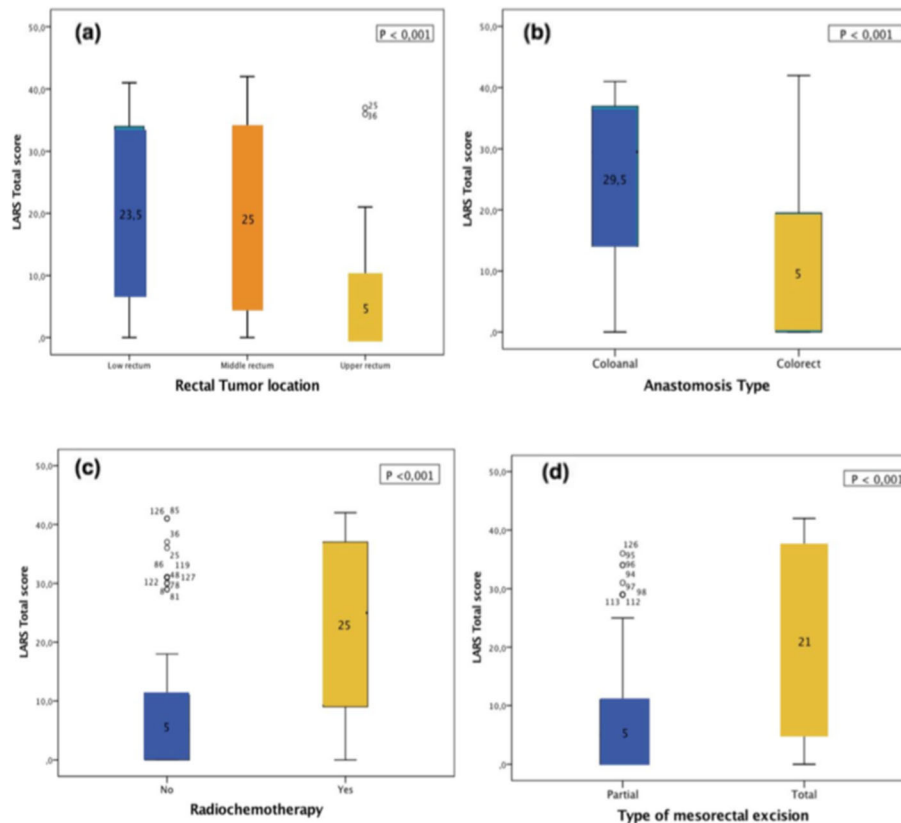 (a)
P < 0,001
50,0
40,0
30,0
20,0
10,0
,0
LARS Total score
23,5
25
5
25
36
Low rectum
Middle rectum
Upper rectum
Rectal Tumor location
(b)
P < 0,001
50,0
40,0
30,0
20,0
10,0
,0
LARS Total score
29,5
5
Coloanal
Colorect
Anastomosis Type
(c)
P <0,001
50,0
40,0
30,0
20,0
10,0
,0
LARS Total score
126 85
36
25
86 119
48 127
122 78
8
81
5
25
No
Yes
Radiochemotherapy
(d)
P < 0,001
50,0
40,0
30,0
20,0
10,0
,0
LARS Total score
126
95
96
94
97 98
113 112
5
21
Partial
Total
Type of mesorectal excision